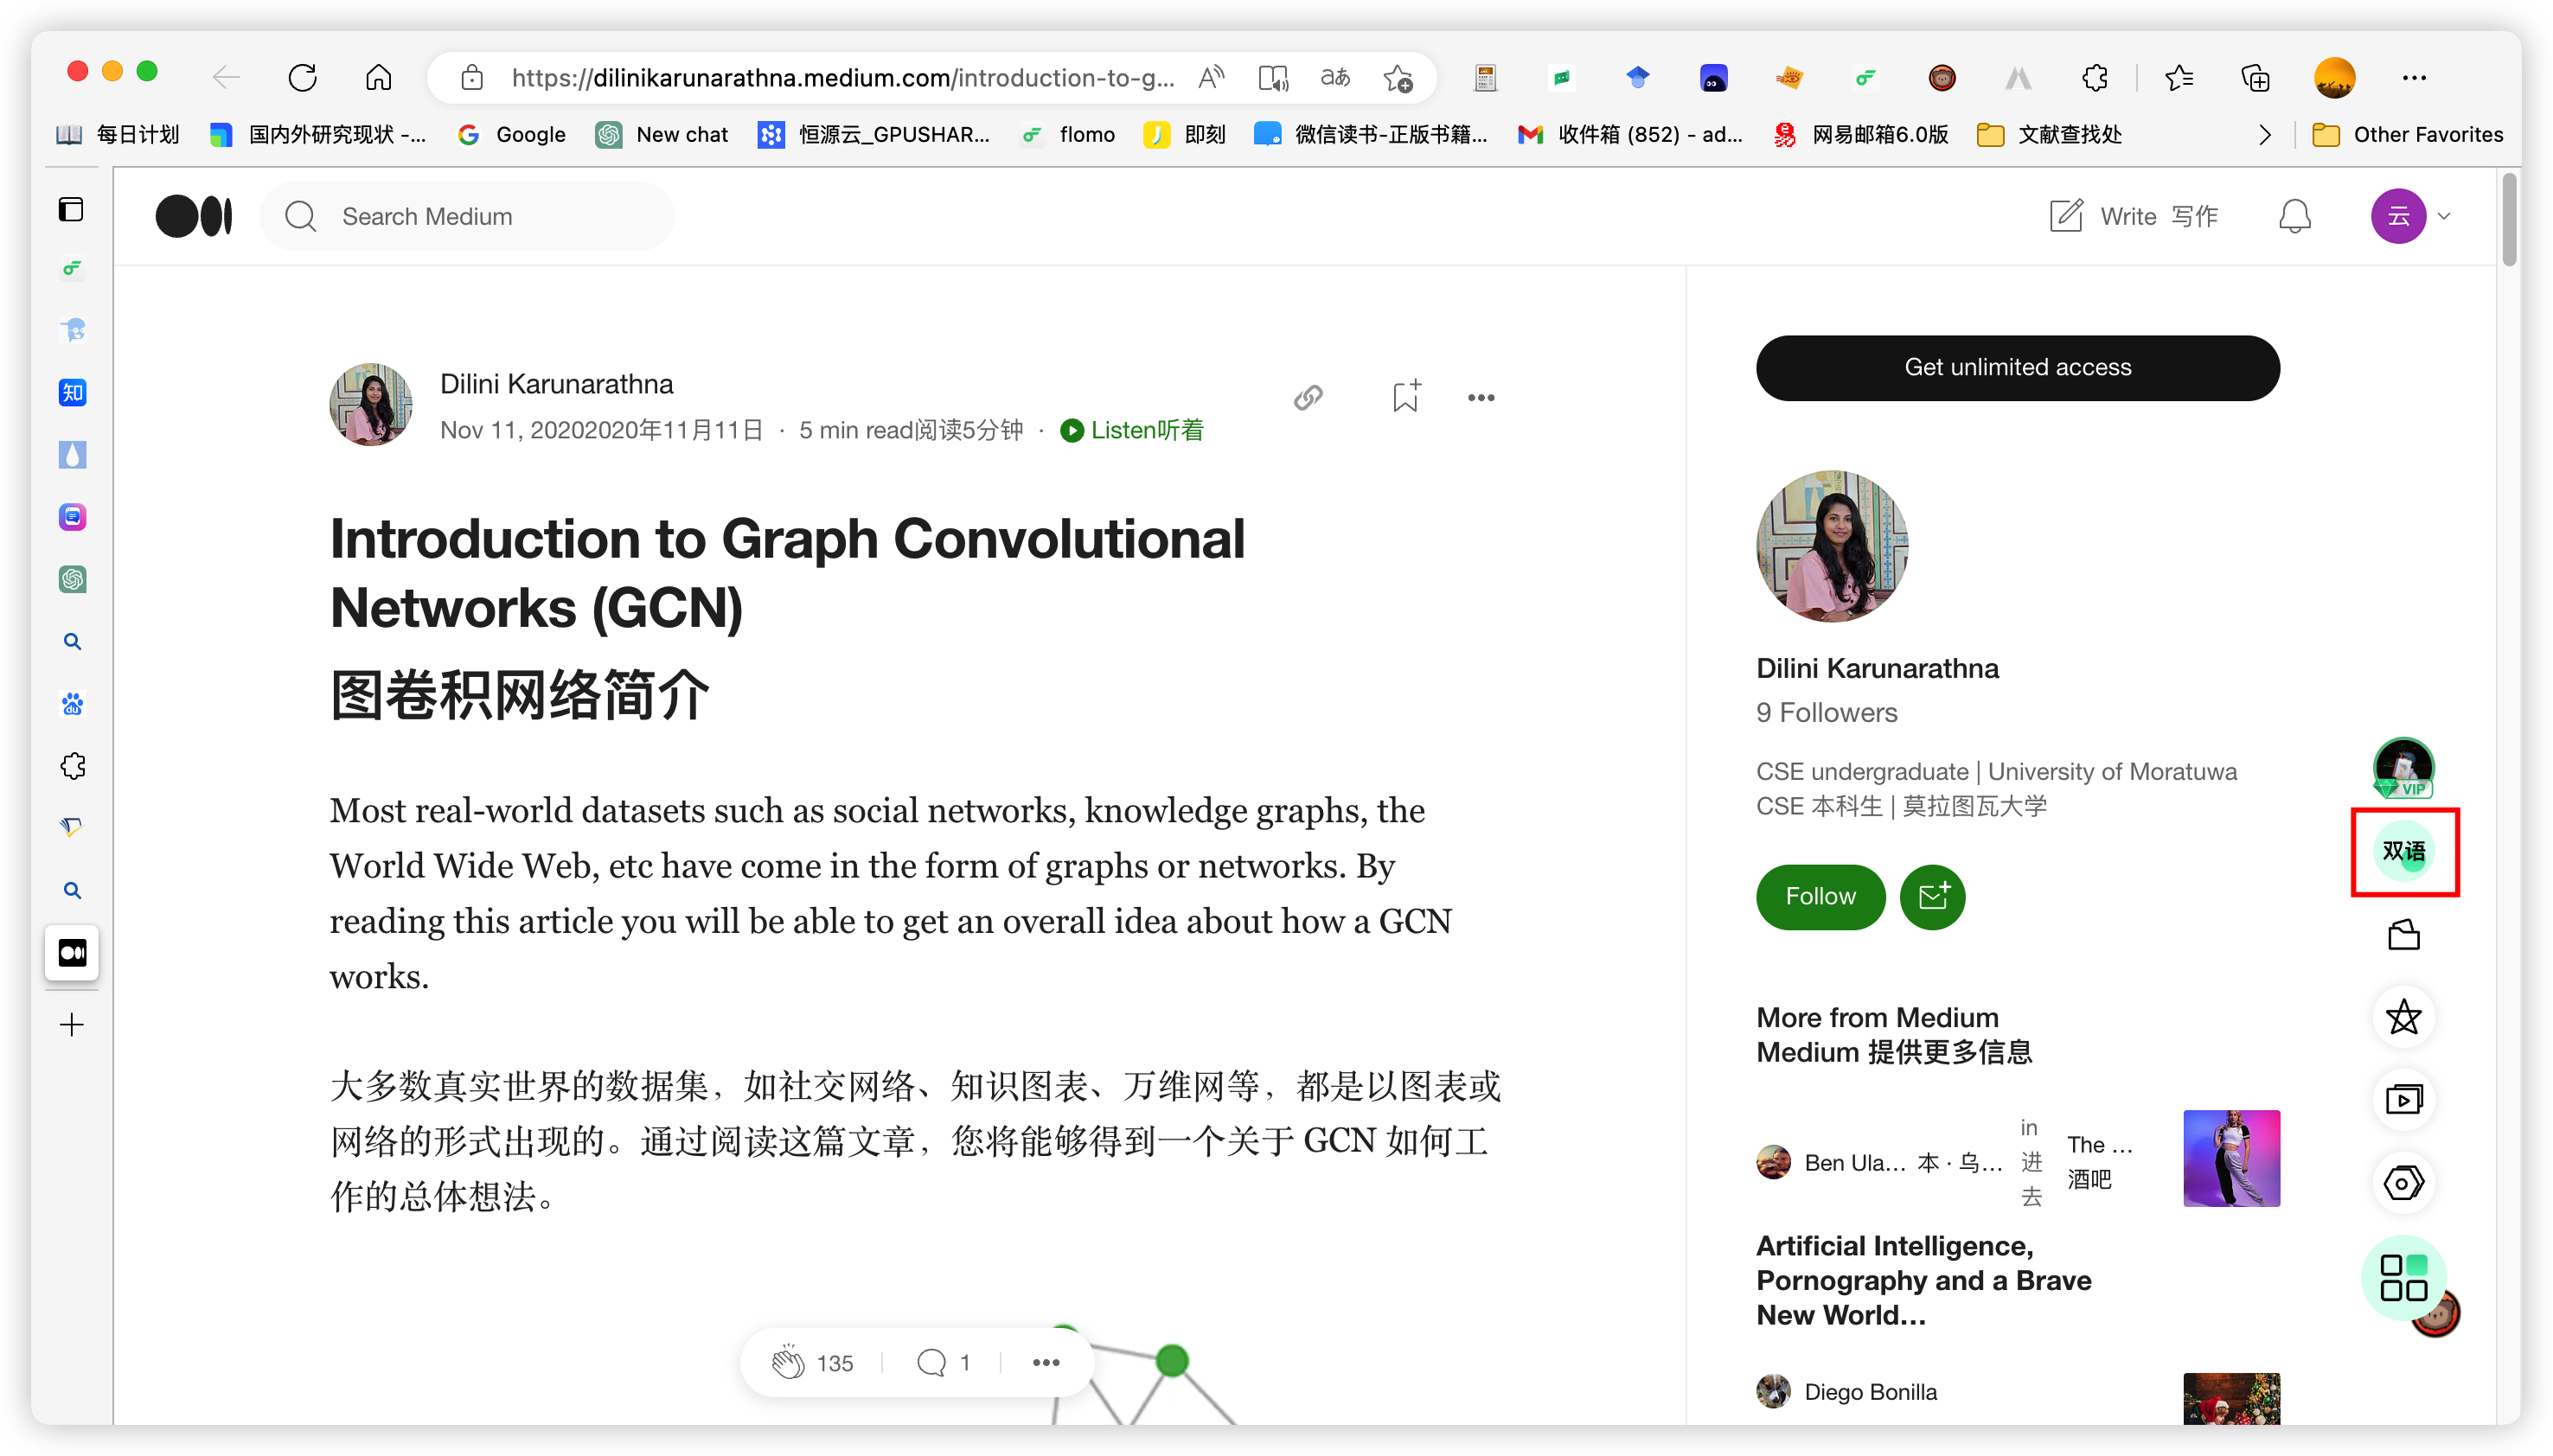 https://dilinikarunarathna.medium.com/introduction-to-g...
aあ
每日计划
国内外研究现状 -...
Google
New chat
恒源云_GPUSHAR...
flomo
即刻
微信读书-正版书籍...
收件箱 (852) - ad...
网易邮箱6.0版
文献查找处
Other Favorites
Search Medium
Write 写作
云
知
du
Dilini Karunarathna
Nov 11, 20202020年11月11日 · 5 min read阅读5分钟 · Listen听着
Introduction to Graph Convolutional
Networks (GCN)
图卷积网络简介
Most real-world datasets such as social networks, knowledge graphs, the
World Wide Web, etc have come in the form of graphs or networks. By
reading this article you will be able to get an overall idea about how a GCN
works.
大多数真实世界的数据集，如社交网络、知识图表、万维网等，都是以图表或
网络的形式出现的。通过阅读这篇文章，您将能够得到一个关于 GCN 如何工
作的总体想法。
135
1
Get unlimited access
Dilini Karunarathna
9 Followers
CSE undergraduate | University of Moratuwa
CSE 本科生 | 莫拉图瓦大学
Follow
More from Medium
Medium 提供更多信息
Ben Ula... 本 · 乌...
in
进
去
The ...
酒吧
Artificial Intelligence,
Pornography and a Brave
New World...
Diego Bonilla
VIP
双语